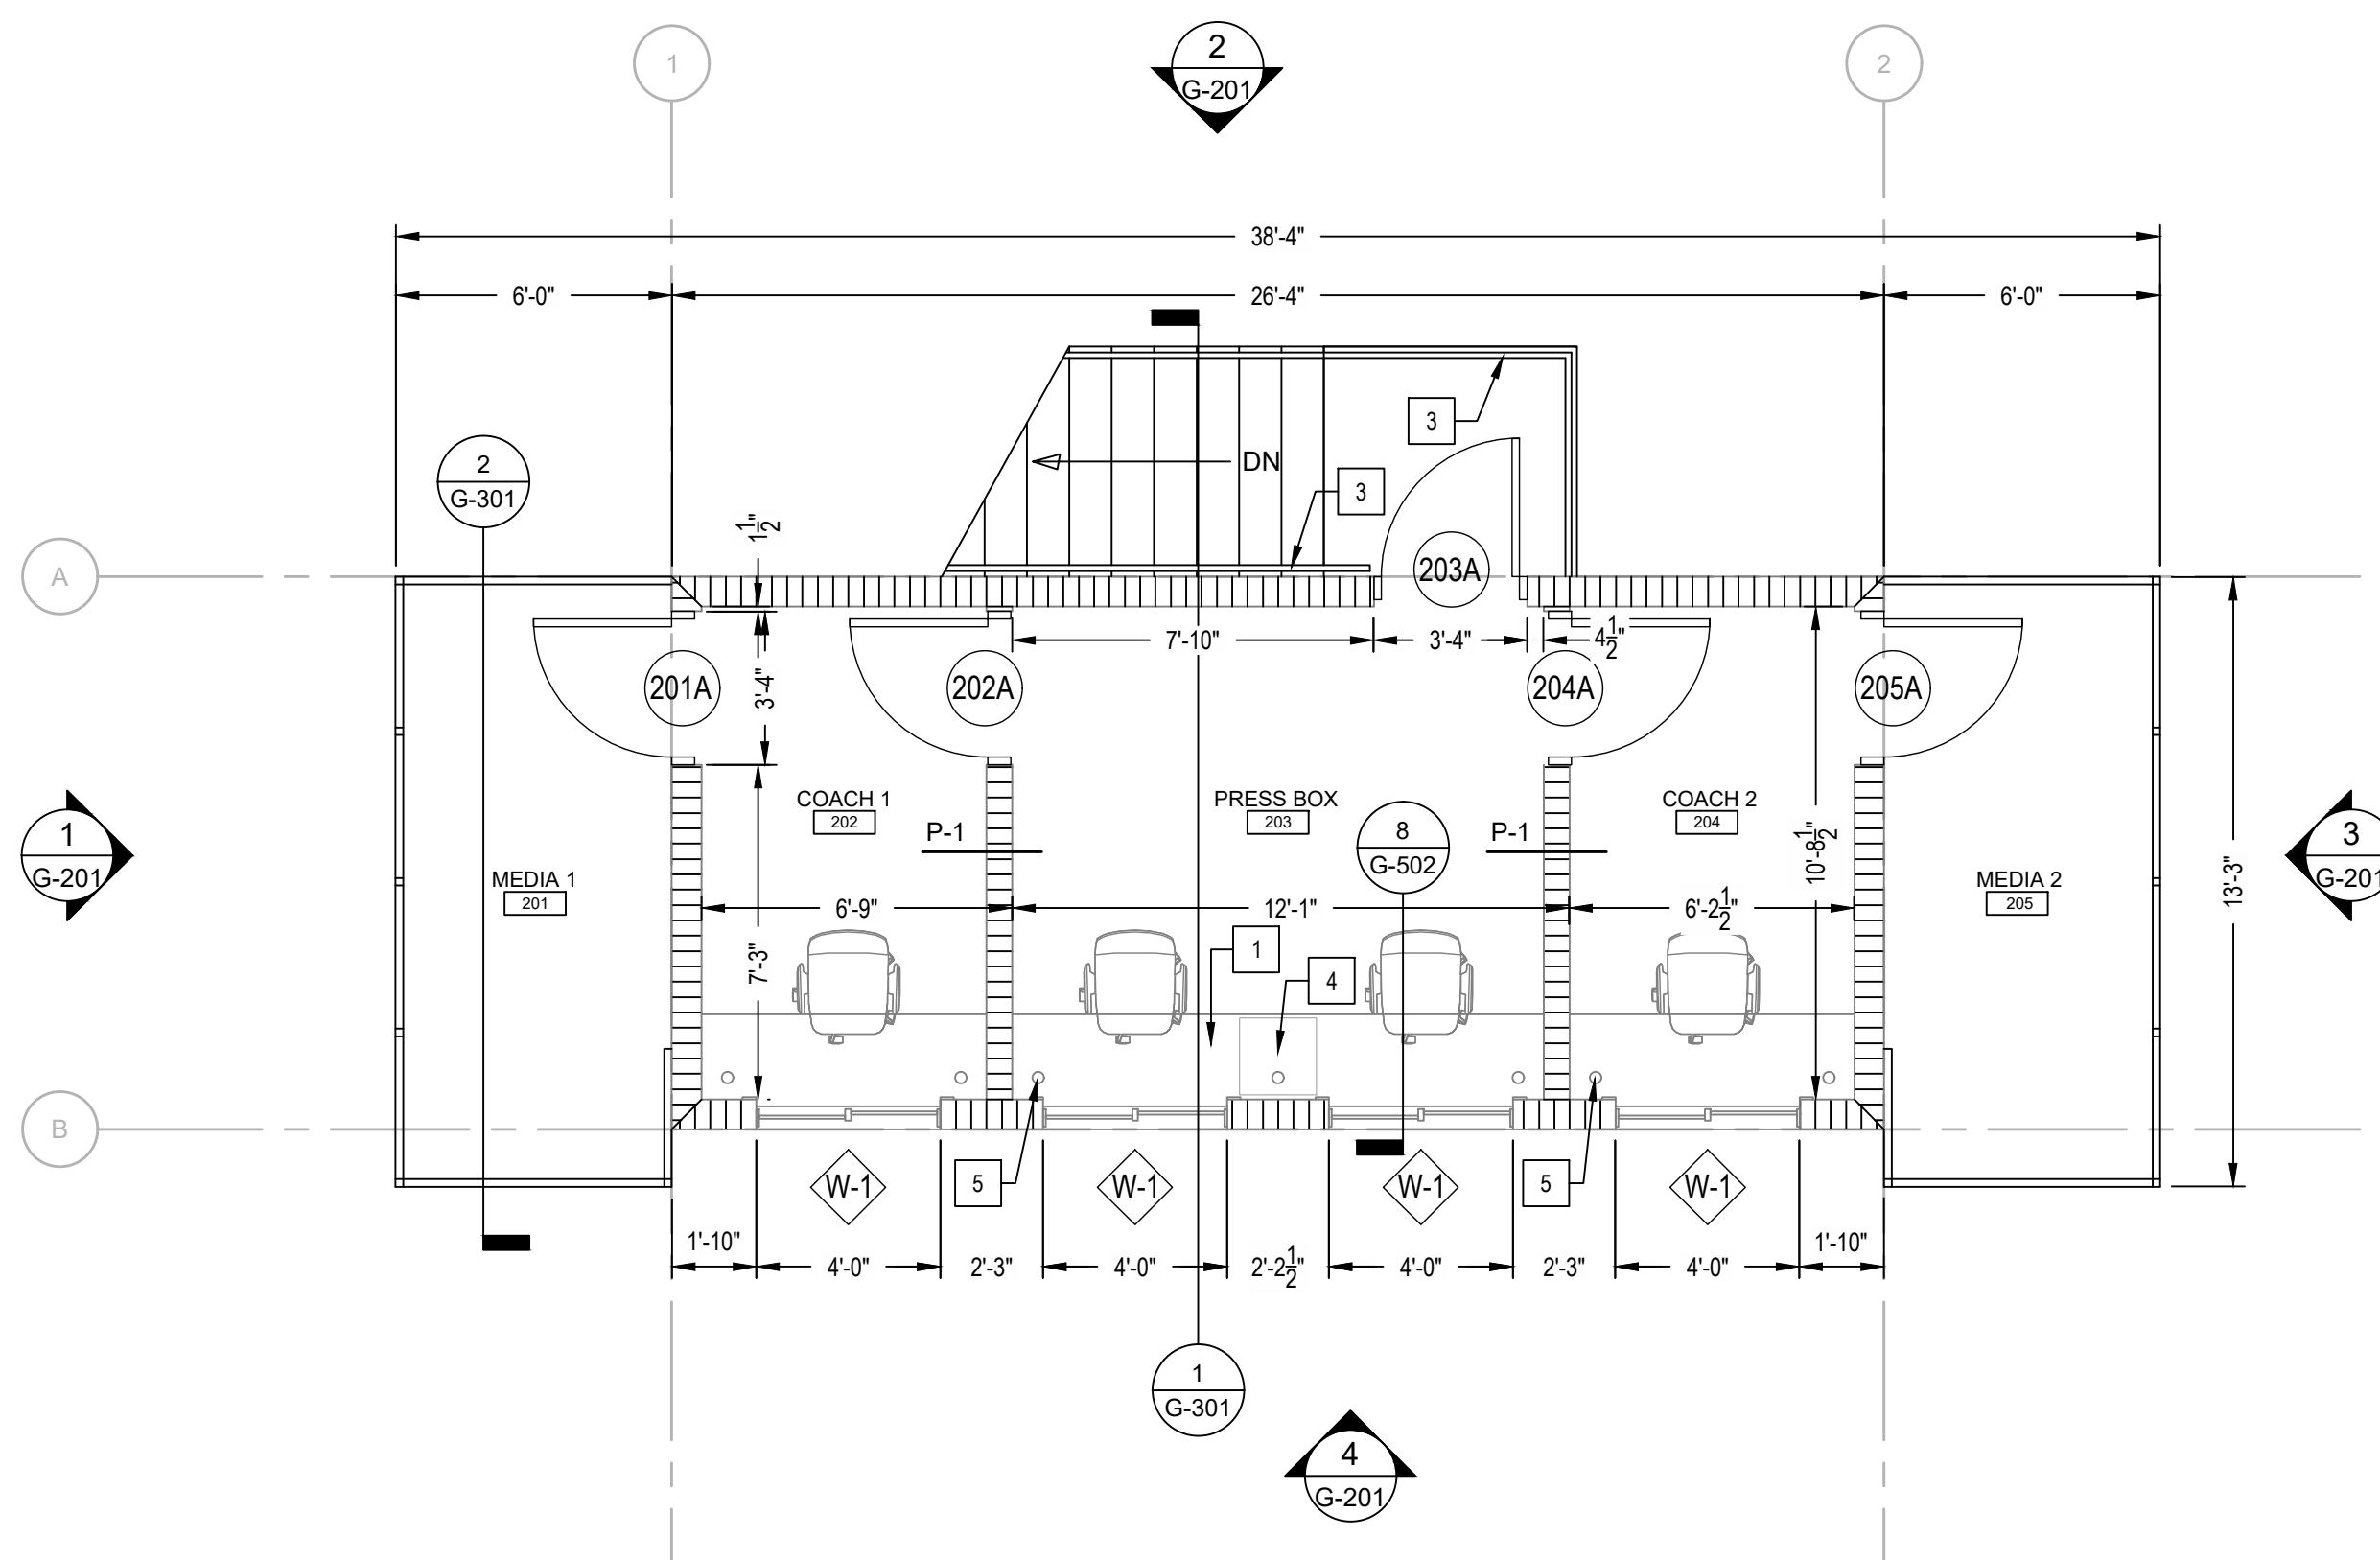 1
2
G-201
2
38'-4"
6'-0"
26'-4"
6'-0"
3
2
G-301
DN
3
1 1/2"
A
203A
7'-10"
3'-4"
4 1/2"
201A
202A
204A
205A
3'-4"
COACH 1
202
PRESS BOX
203
COACH 2
204
P-1
P-1
8
G-502
10'-8 1/2"
1
G-201
3
G-201
MEDIA 1
201
MEDIA 2
205
13'-3"
6'-9"
12'-1"
6'-2 1/2"
7'-3"
1
4
B
W-1
5
W-1
W-1
5
W-1
1'-10"
4'-0"
2'-3"
4'-0"
2'-2 1/2"
4'-0"
2'-3"
4'-0"
1'-10"
1
G-301
4
G-201